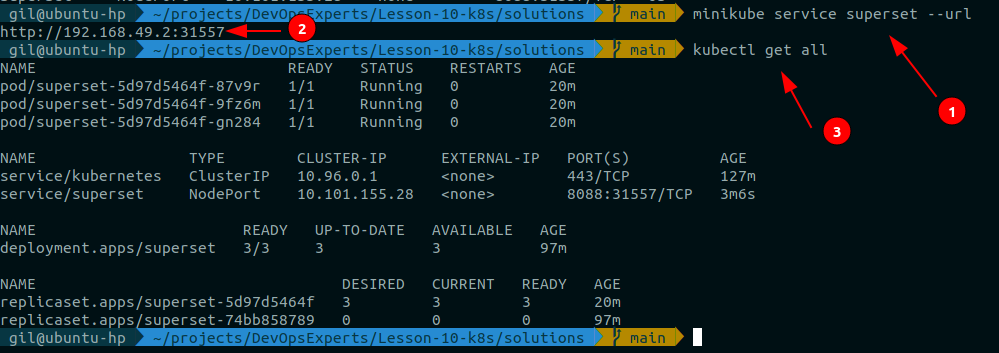 gil@ubuntu-hp ~/projects/DevOpsExperts/Lesson-10-k8s/solutions main minikube service superset --url
http://192.168.49.2:31557 2
gil@ubuntu-hp ~/projects/DevOpsExperts/Lesson-10-k8s/solutions main kubectl get all
NAME READY STATUS RESTARTS AGE
pod/superset-5d97d5464f-87v9r 1/1 Running 0 20m
pod/superset-5d97d5464f-9fz6m 1/1 Running 0 20m
1
pod/superset-5d97d5464f-gn284 1/1 Running 0 20m
3
NAME TYPE CLUSTER-IP EXTERNAL-IP PORT(S) AGE
service/kubernetes ClusterIP 10.96.0.1 <none> 443/TCP 127m
service/superset NodePort 10.101.155.28 <none> 8088:31557/TCP 3m6s
NAME READY UP-TO-DATE AVAILABLE AGE
deployment.apps/superset 3/3 3 3 97m
NAME DESIRED CURRENT READY AGE
replicaset.apps/superset-5d97d5464f 3 3 3 20m
replicaset.apps/superset-74bb858789 0 0 0 97m
gil@ubuntu-hp ~/projects/DevOpsExperts/Lesson-10-k8s/solutions main